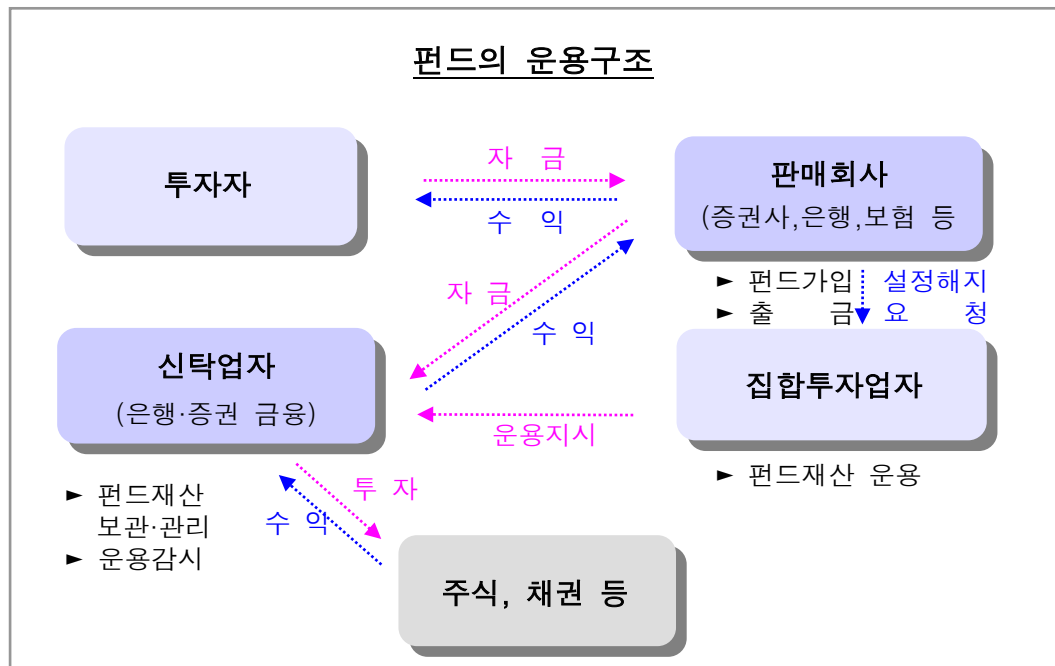 펀드의 운용구조
투자자
자 금
수 익
판매회사
(증권사,은행,보험 등
► 펀드가입
► 출 금
설정해지
요 청
자 금
수 익
신탁업자
(은행·증권 금융)
집합투자업자
운용지시
► 펀드재산 운용
► 펀드재산
보관·관리
► 운용감시
투 자
수 익
주식, 채권 등